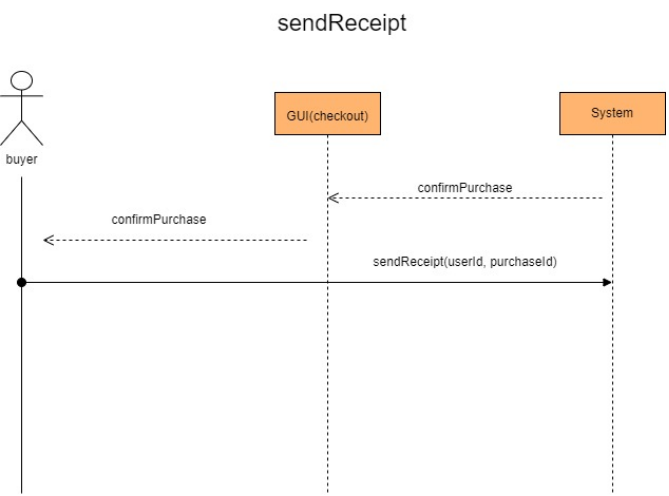 sendReceipt
buyer
GUI(checkout)
System
confirmPurchase
confirmPurchase
sendReceipt(userId, purchaseId)